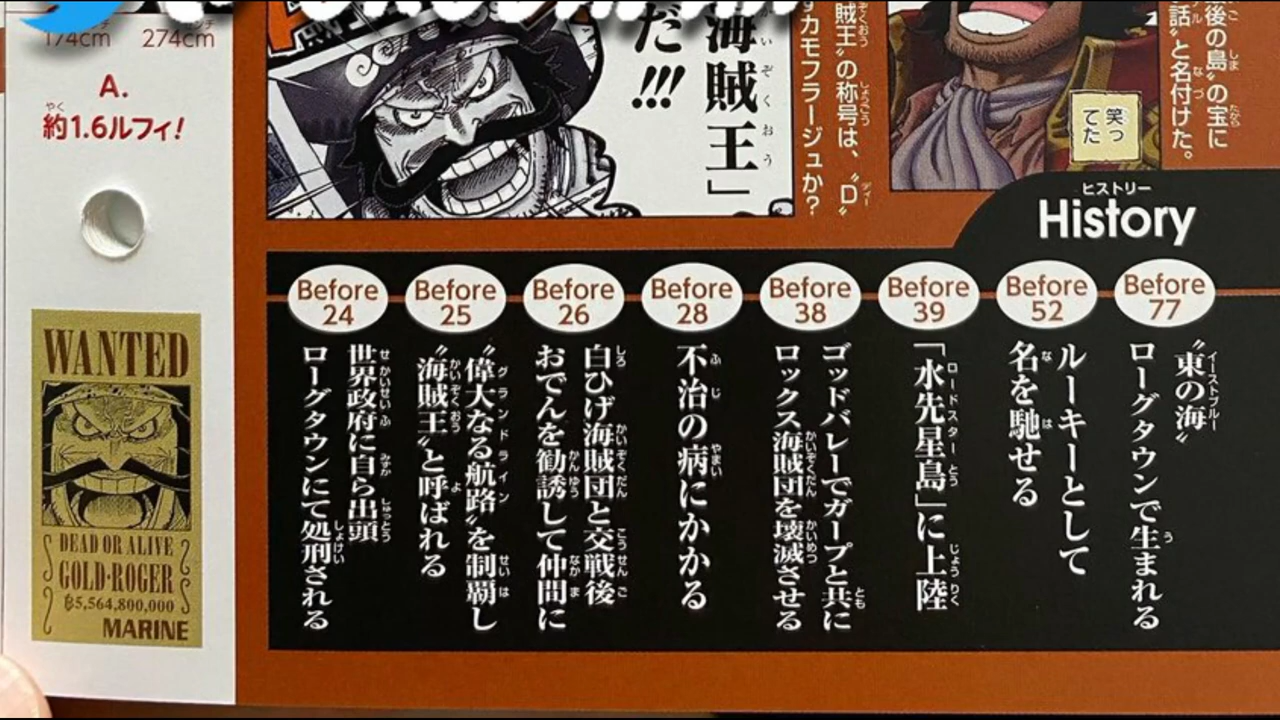 174cm 274cm
A.
約1.6ルフィ!
WANTED
DEAD OR ALIVE
GOLD·ROGER
฿5,564,800,000
MARINE
後の島〟の宝に
話〟と名付けた。
笑っ
てた
賊王〟の称号は、〝D〟
すカモフラージュか?
海賊王」
だ!!!
ヒストリー
History
Before
77
〝東の海〟
ローグタウンで生まれる
Before
52
ルーキーとして
名を馳せる
Before
39
「水先星島」に上陸
Before
38
ゴッドバレーでガープと共に
ロックス海賊団を壊滅させる
Before
28
不治の病にかかる
Before
26
白ひげ海賊団と交戦後
おでんを勧誘して仲間に
Before
25
〝偉大なる航路〟を制覇し
〝海賊王〟と呼ばれる
Before
24
世界政府に自ら出頭
ローグタウンにて処刑される